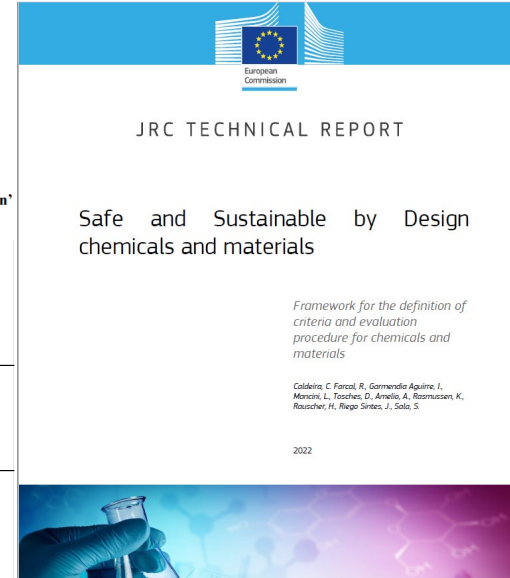 European
Commission
JRC TECHNICAL REPORT
n'
Safe and Sustainable by Design
chemicals and materials
Framework for the definition of
criteria and evaluation
procedure for chemicals and
materials
Caldeira, C. Farcal, R., Garmendia Aguirre, I.,
Mancini, L., Tosches, D., Amelio, A., Rasmussen, K.,
Rauscher, H., Riego Sintes, J., Sala, S.
2022